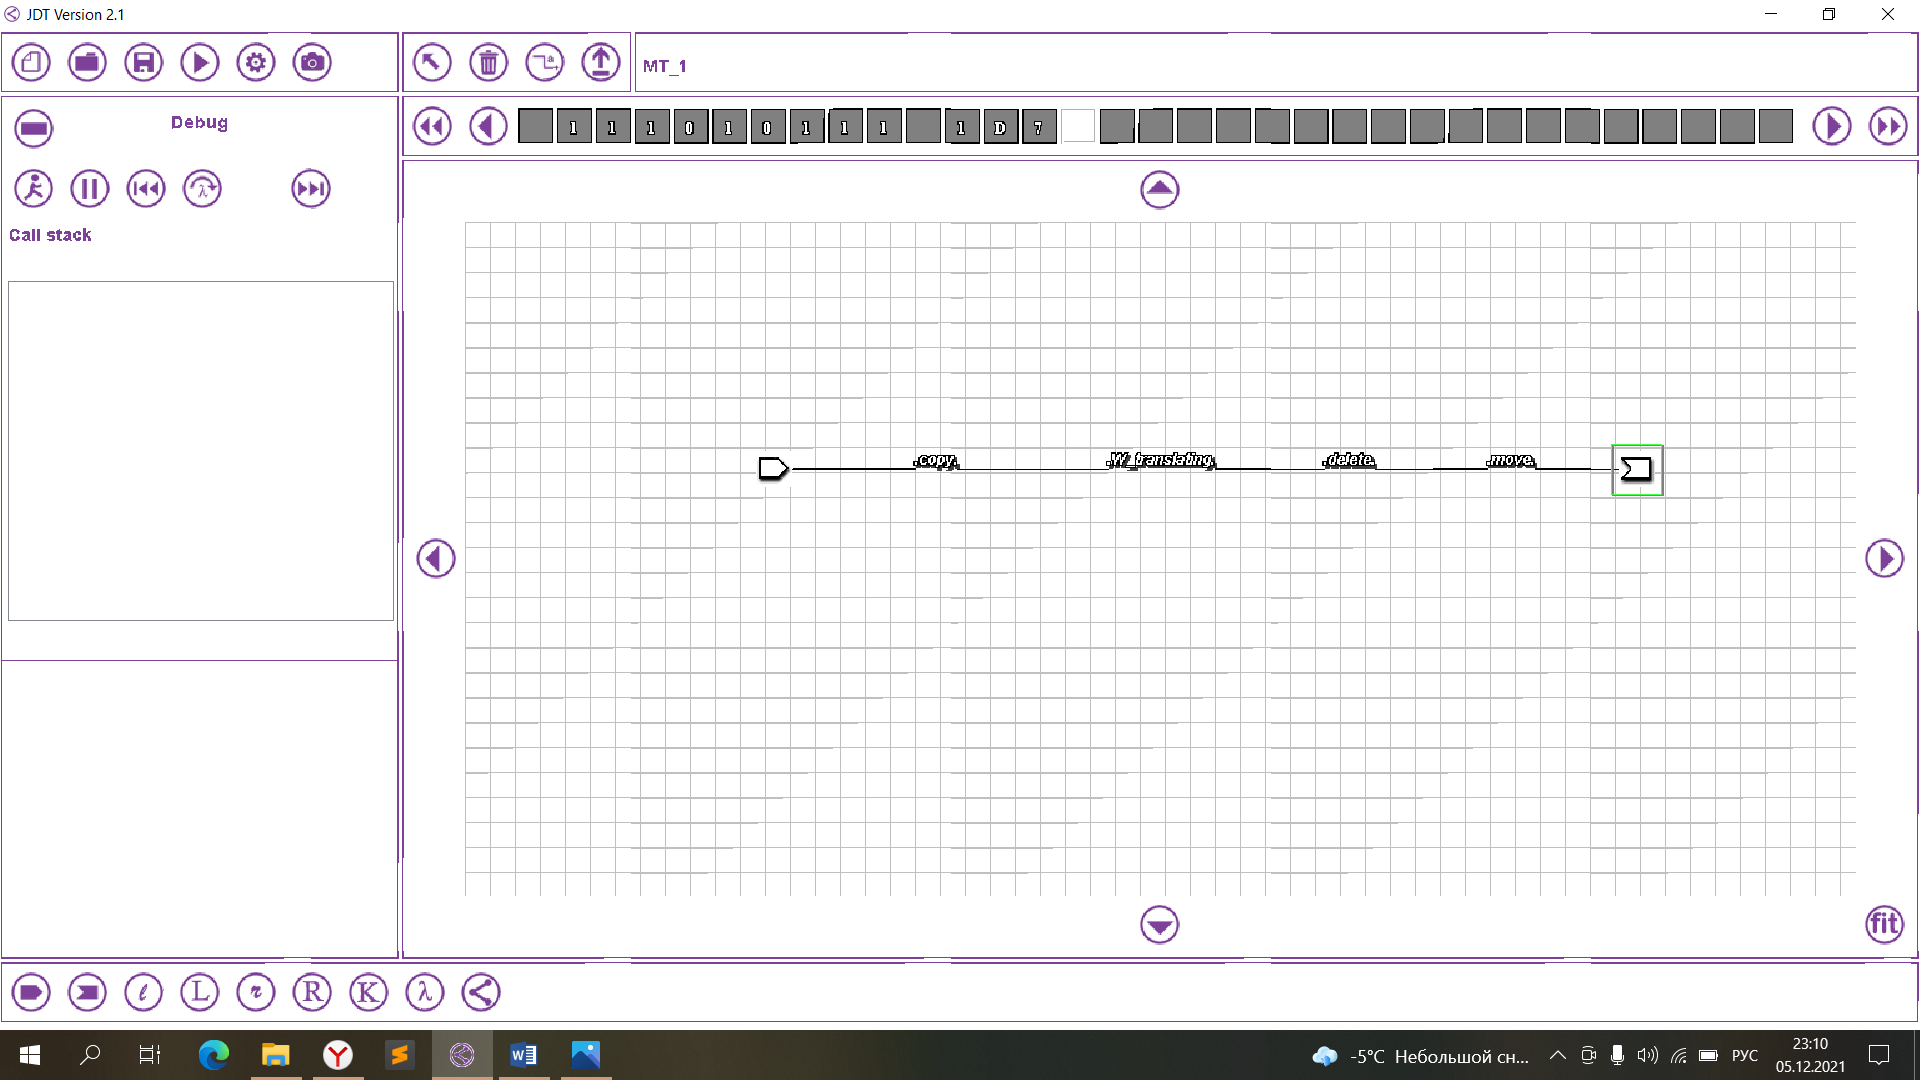 JDT Version 2.1
MT_1
Debug
1 1 1 0 1 0 1 1 1 1 D 7
λ
Call stack
.copy.
.W_translating.
.delete.
.move.
fit
l L r R K λ
W
-5°C Небольшой сн...
РУС
23:10
05.12.2021